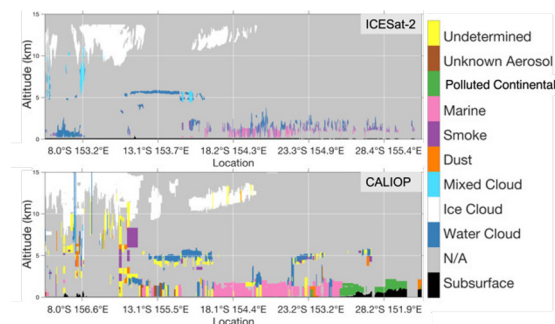 ICESat-2
Altitude (km)
15
10
5
0
8.0°S 153.2°E 13.1°S 153.7°E 18.2°S 154.3°E 23.3°S 154.9°E 28.4°S 155.4°E
Location
CALIOP
Altitude (km)
15
10
5
0
8.0°S 156.6°E 13.1°S 155.5°E 18.1°S 154.4°E 23.2°S 153.2°E 28.2°S 151.9°E
Location
Undetermined
Unknown Aerosol
Polluted Continental
Marine
Smoke
Dust
Mixed Cloud
Ice Cloud
Water Cloud
N/A
Subsurface